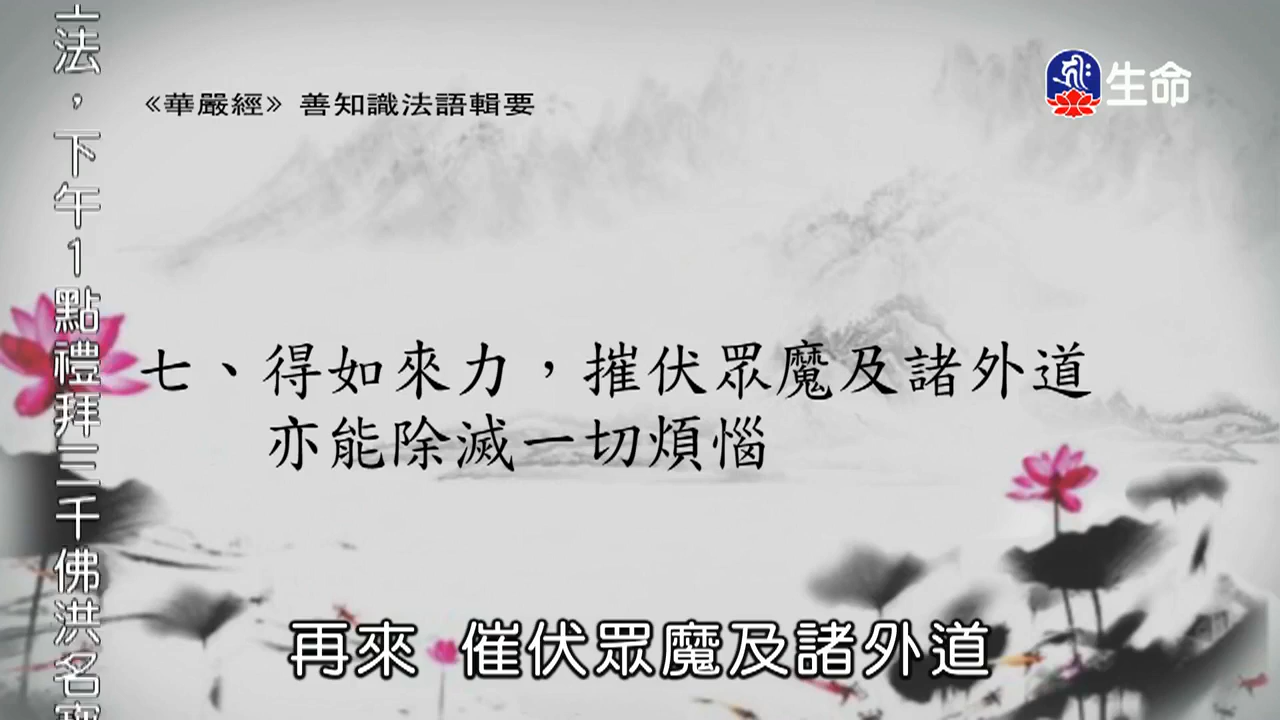 《華嚴經》善知識法語輯要
生命
七、得如來力，摧伏眾魔及諸外道
亦能除滅一切煩惱
再來 催伏眾魔及諸外道
法，下午1點禮拜三千佛洪名寶